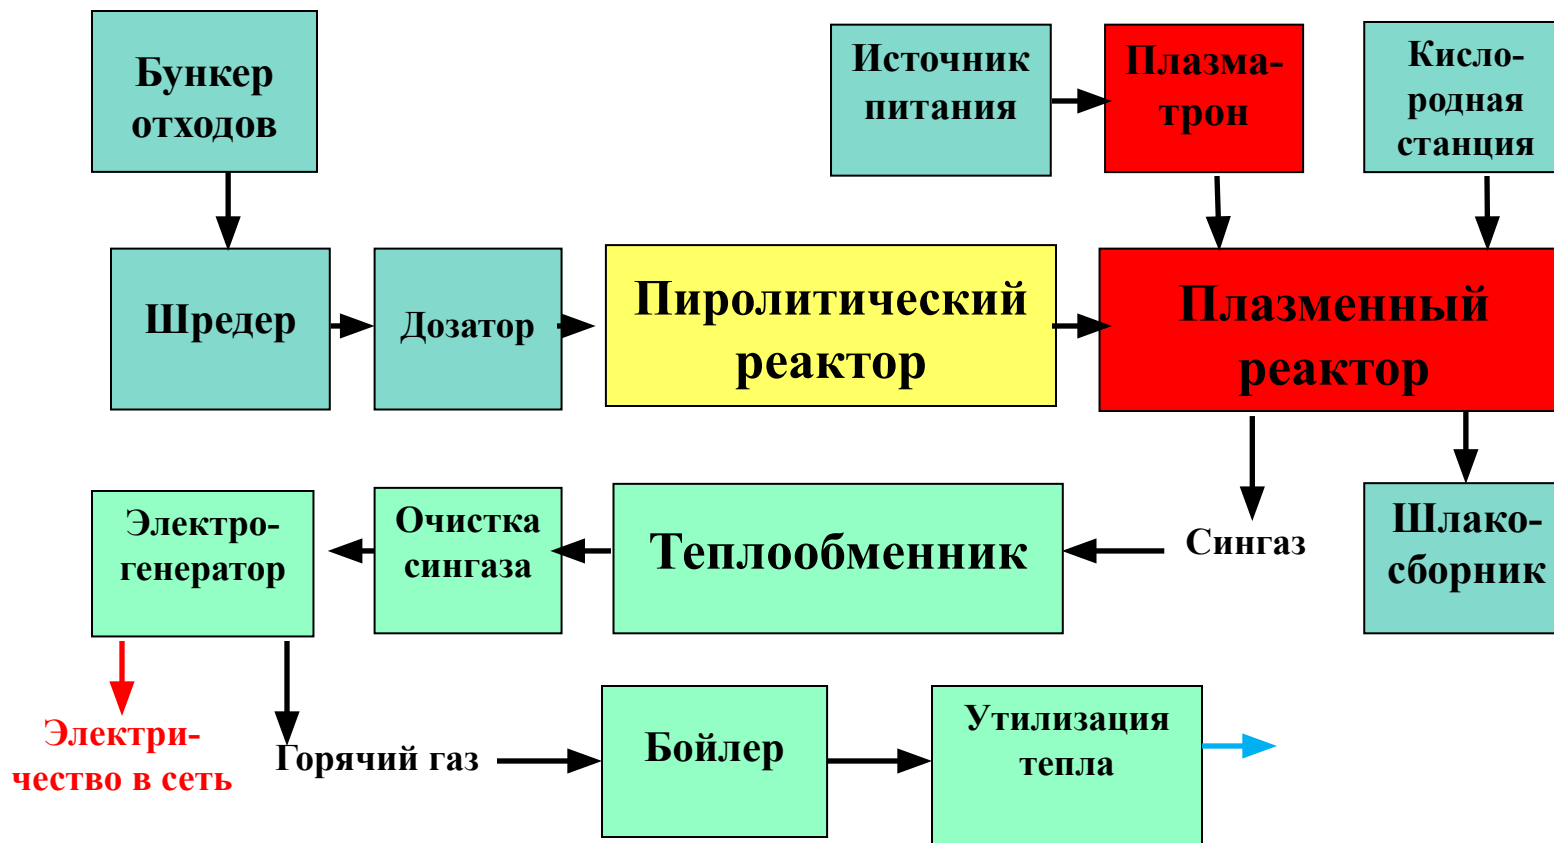 Бункер
отходов
Источник
питания
Плазма-
трон
Кисло-
родная
станция
Шредер
Дозатор
Пиролитический
реактор
Плазменный
реактор
Электро-
генератор
Очистка
сингаза
Теплообменник
Сингаз
Шлако-
сборник
Электри-
чество в сеть
Горячий газ
Бойлер
Утилизация
тепла